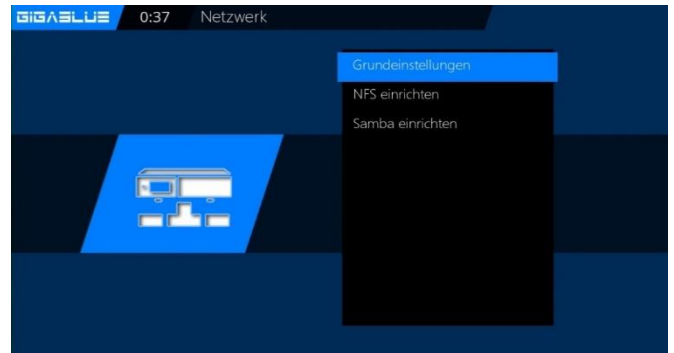 GIGABLUE 0:37 Netzwerk
Grundeinstellungen
NFS einrichten
Samba einrichten